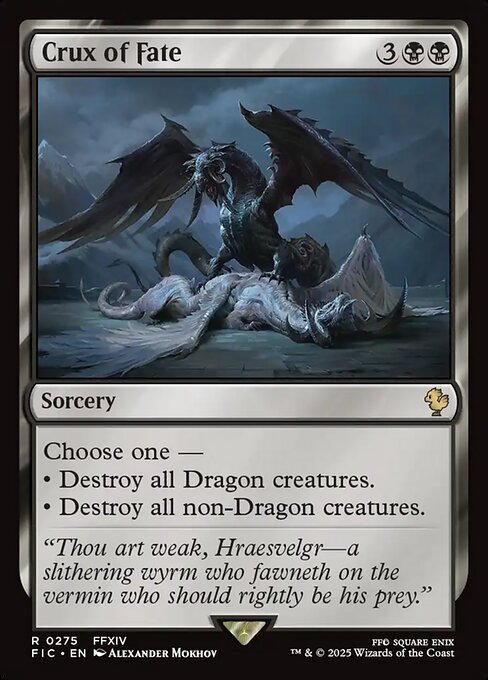 Crux of Fate 3
Sorcery
Choose one —
• Destroy all Dragon creatures.
• Destroy all non-Dragon creatures.
“Thou art weak, Hraesvelgr—a
slithering wyrm who fawneth on the
vermin who should rightly be his prey.”
R 0275 FFXIV
FIC • EN Alexander Mokhov
FF© SQUARE ENIX
™ & © 2025 Wizards of the Coast